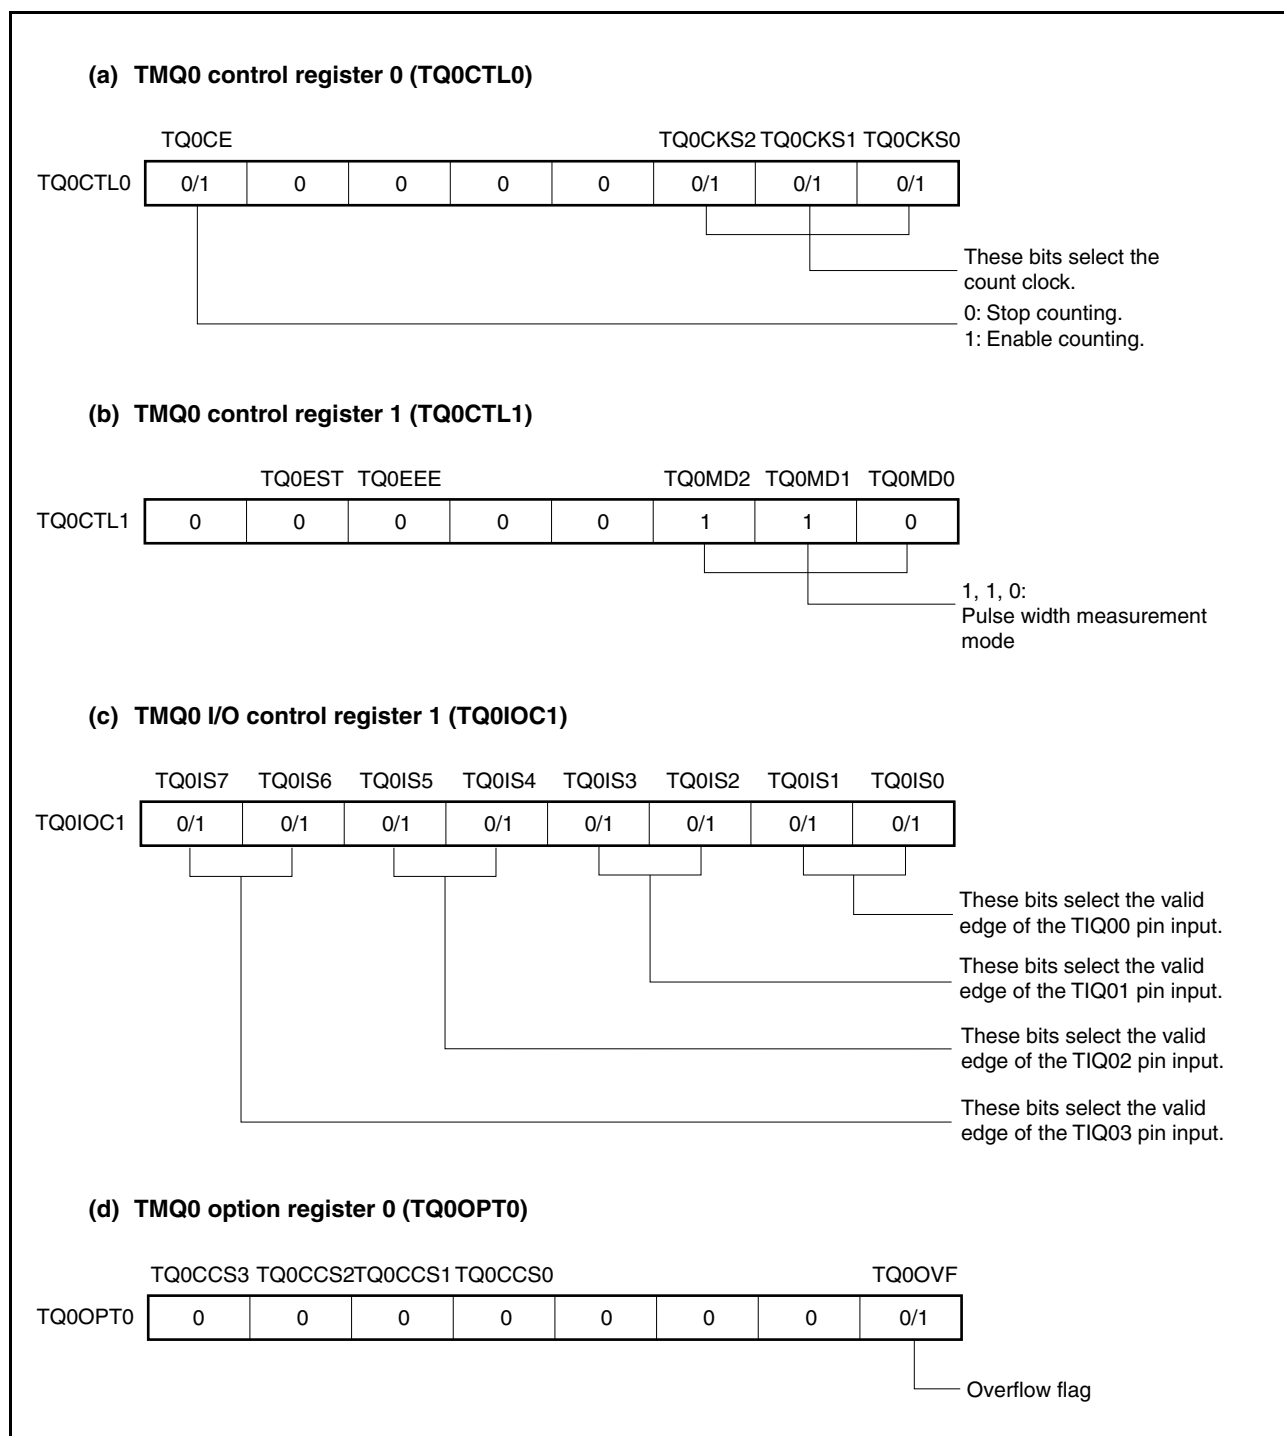 (a) TMQ0 control register 0 (TQ0CTL0)
TQ0CE TQ0CKS2 TQ0CKS1 TQ0CKS0
TQ0CTL0 0/1 0 0 0 0 0/1 0/1 0/1
These bits select the
count clock.
0: Stop counting.
1: Enable counting.
(b) TMQ0 control register 1 (TQ0CTL1)
TQ0EST TQ0EEE TQ0MD2 TQ0MD1 TQ0MD0
TQ0CTL1 0 0 0 0 0 1 1 0
1, 1, 0:
Pulse width measurement
mode
(c) TMQ0 I/O control register 1 (TQ0IOC1)
TQ0IS7 TQ0IS6 TQ0IS5 TQ0IS4 TQ0IS3 TQ0IS2 TQ0IS1 TQ0IS0
TQ0IOC1 0/1 0/1 0/1 0/1 0/1 0/1 0/1 0/1
These bits select the valid
edge of the TIQ00 pin input.
These bits select the valid
edge of the TIQ01 pin input.
These bits select the valid
edge of the TIQ02 pin input.
These bits select the valid
edge of the TIQ03 pin input.
(d) TMQ0 option register 0 (TQ0OPT0)
TQ0CCS3 TQ0CCS2 TQ0CCS1 TQ0CCS0 TQ0OVF
TQ0OPT0 0 0 0 0 0 0 0 0/1
Overflow flag